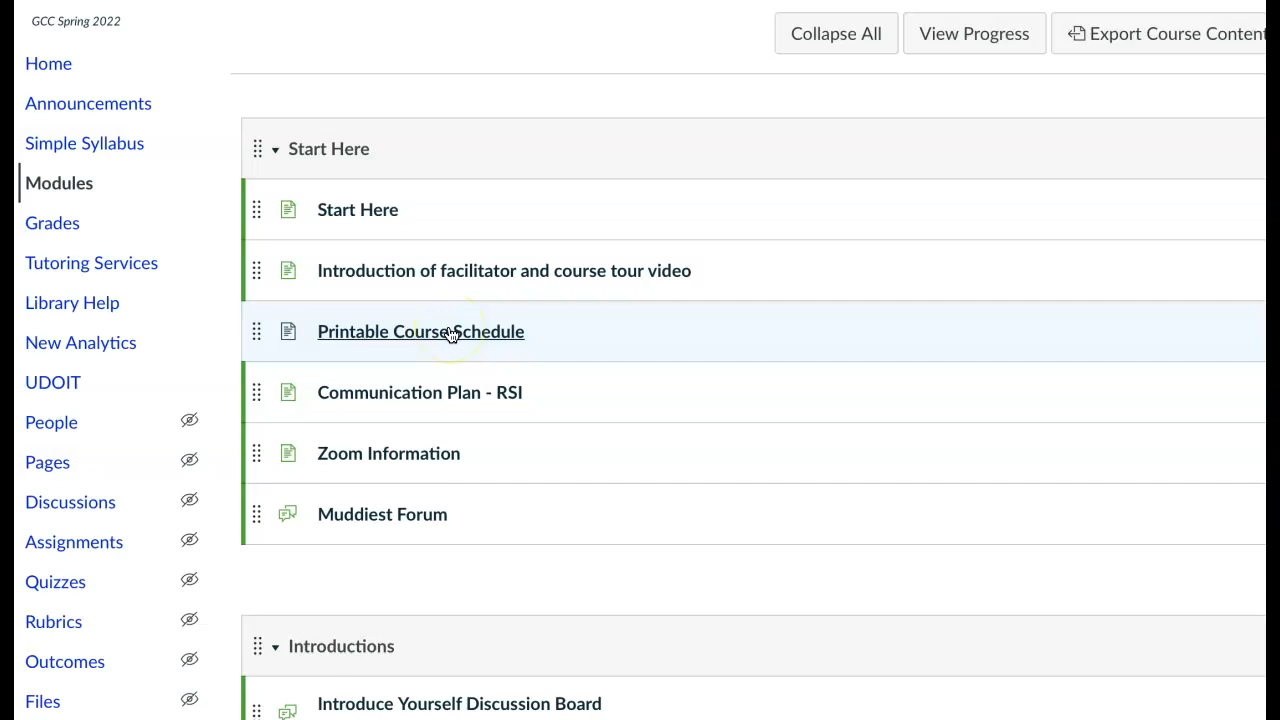 GCC Spring 2022
Collapse All
View Progress
Export Course Content
Home
Announcements
Simple Syllabus
Modules
Grades
Tutoring Services
Library Help
New Analytics
UDOIT
People
Pages
Discussions
Assignments
Quizzes
Rubrics
Outcomes
Files
Start Here
Start Here
Introduction of facilitator and course tour video
Printable Course Schedule
Communication Plan - RSI
Zoom Information
Muddiest Forum
Introductions
Introduce Yourself Discussion Board